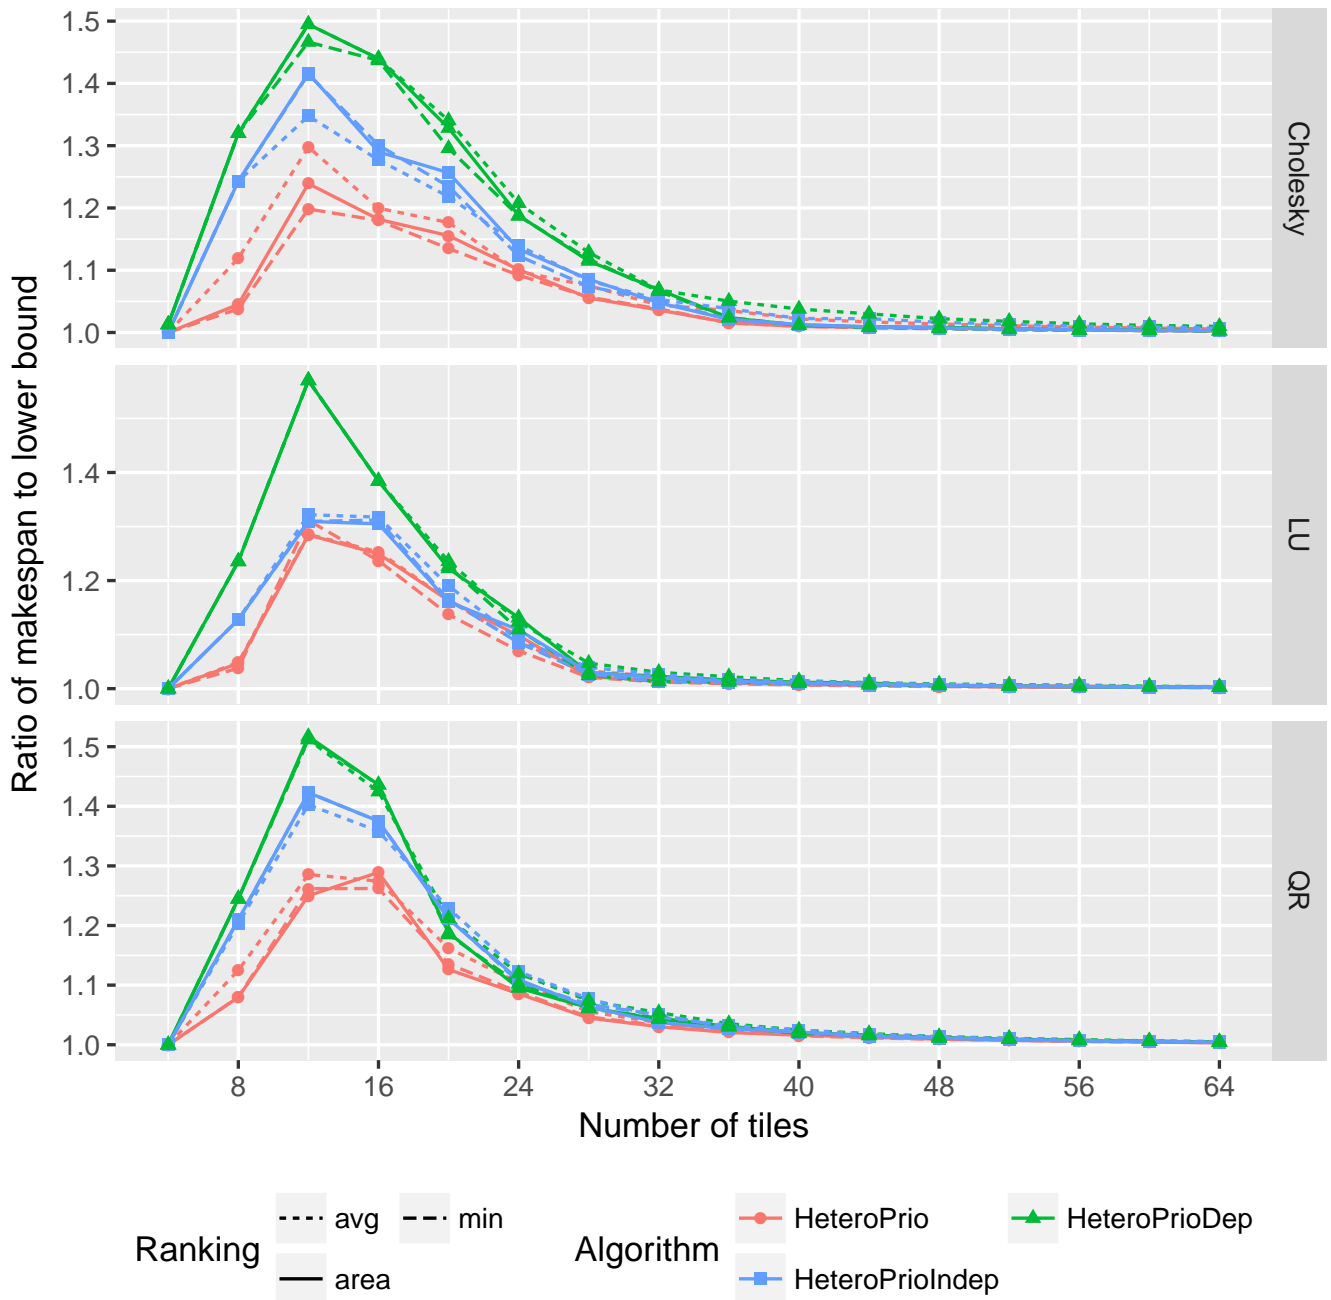 Ratio of makespan to lower bound
1.5
1.4
1.3
1.2
1.1
1.0
Cholesky
1.4
1.2
1.0
LU
1.5
1.4
1.3
1.2
1.1
1.0
QR
8 16 24 32 40 48 56 64
Number of tiles
Ranking
avg
min
area
Algorithm
HeteroPrio
HeteroPrioDep
HeteroPrioIndep